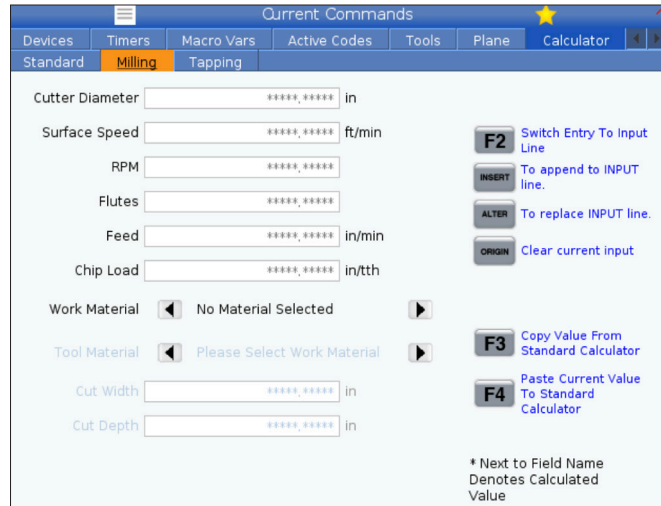 Current Commands
Devices Timers Macro Vars Active Codes Tools Plane Calculator
Standard Milling Tapping
Cutter Diameter *****.***** in
Surface Speed *****.***** ft/min
RPM *****.*****
Flutes *****.*****
Feed *****.***** in/min
Chip Load *****.***** in/tth
Work Material No Material Selected
Tool Material Please Select Work Material
Cut Width *****.***** in
Cut Depth *****.***** in
F2 Switch Entry To Input
Line
INSERT To append to INPUT
line.
ALTER To replace INPUT line.
ORIGIN Clear current input
F3 Copy Value From
Standard Calculator
F4 Paste Current Value
To Standard
Calculator
* Next to Field Name
Denotes Calculated
Value